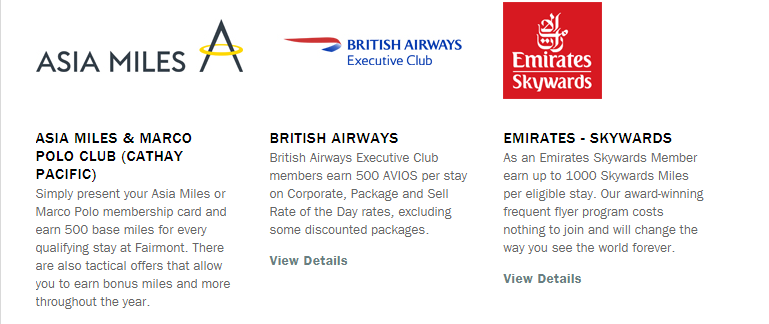 ASIA MILES
BRITISH AIRWAYS
Executive Club
Emirates
Skywards
ASIA MILES & MARCO
POLO CLUB (CATHAY
PACIFIC)
Simply present your Asia Miles or
Marco Polo membership card and
earn 500 base miles for every
qualifying stay at Fairmont. There
are also tactical offers that allow
you to earn bonus miles and more
throughout the year.
BRITISH AIRWAYS
British Airways Executive Club
members earn 500 AVIOS per stay
on Corporate, Package and Sell
Rate of the Day rates, excluding
some discounted packages.
View Details
EMIRATES - SKYWARDS
As an Emirates Skywards Member
earn up to 1000 Skywards Miles
per eligible stay. Our award-winning
frequent flyer program costs
nothing to join and will change the
way you see the world forever.
View Details